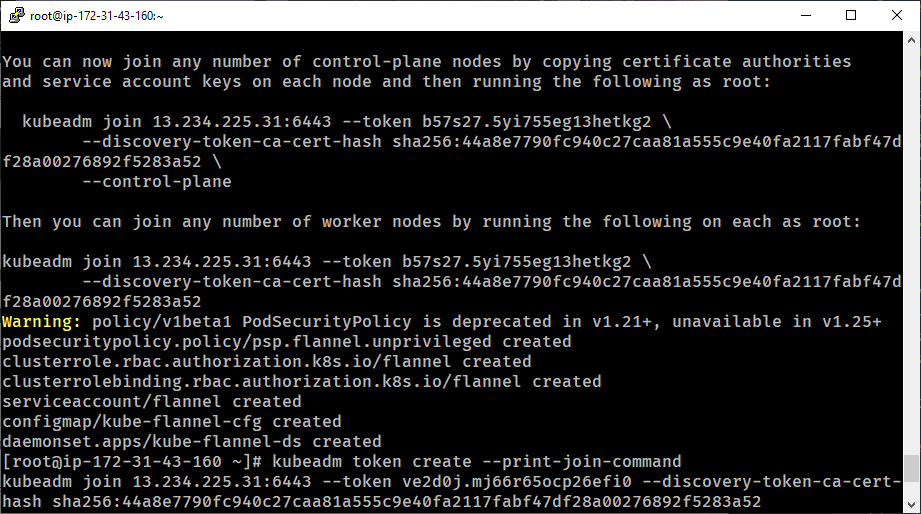 root@ip-172-31-43-160:~
You can now join any number of control-plane nodes by copying certificate authorities
and service account keys on each node and then running the following as root:
kubeadm join 13.234.225.31:6443 --token b57s27.5yi755eg13hetkg2 \
--discovery-token-ca-cert-hash sha256:44a8e7790fc940c27caa81a555c9e40fa2117fabf47d
f28a00276892f5283a52 \
--control-plane
Then you can join any number of worker nodes by running the following on each as root:
kubeadm join 13.234.225.31:6443 --token b57s27.5yi755eg13hetkg2 \
--discovery-token-ca-cert-hash sha256:44a8e7790fc940c27caa81a555c9e40fa2117fabf47d
f28a00276892f5283a52
Warning: policy/v1beta1 PodSecurityPolicy is deprecated in v1.21+, unavailable in v1.25+
podsecuritypolicy.policy/psp.flannel.unprivileged created
clusterrole.rbac.authorization.k8s.io/flannel created
clusterrolebinding.rbac.authorization.k8s.io/flannel created
serviceaccount/flannel created
configmap/kube-flannel-cfg created
daemonset.apps/kube-flannel-ds created
[root@ip-172-31-43-160 ~]# kubeadm token create --print-join-command
kubeadm join 13.234.225.31:6443 --token ve2d0j.mj66r65ocp26efi0 --discovery-token-ca-cert-
hash sha256:44a8e7790fc940c27caa81a555c9e40fa2117fabf47df28a00276892f5283a52